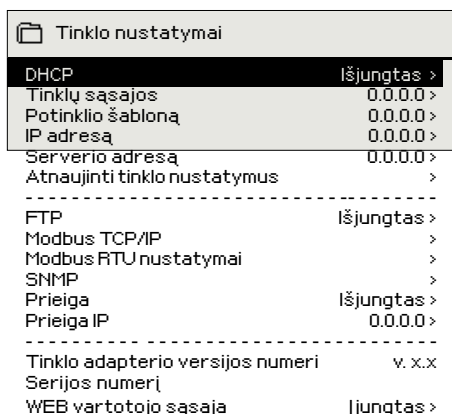 Tinklo nustatymai
DHCP Išjungtas >
Tinklų sąsajos 0.0.0.0 >
Potinklio šabloną 0.0.0.0 >
IP adresą 0.0.0.0 >
Serverio adresą 0.0.0.0 >
Atnaujinti tinklo nustatymus >
FTP Išjungtas >
Modbus TCP/IP >
Modbus RTU nustatymai >
SNMP >
Prieiga Išjungtas >
Prieiga IP 0.0.0.0 >
Tinklo adapterio versijos numeri v. x.x
Serijos numerį
WEB vartotojo sąsaja Įjungtas >